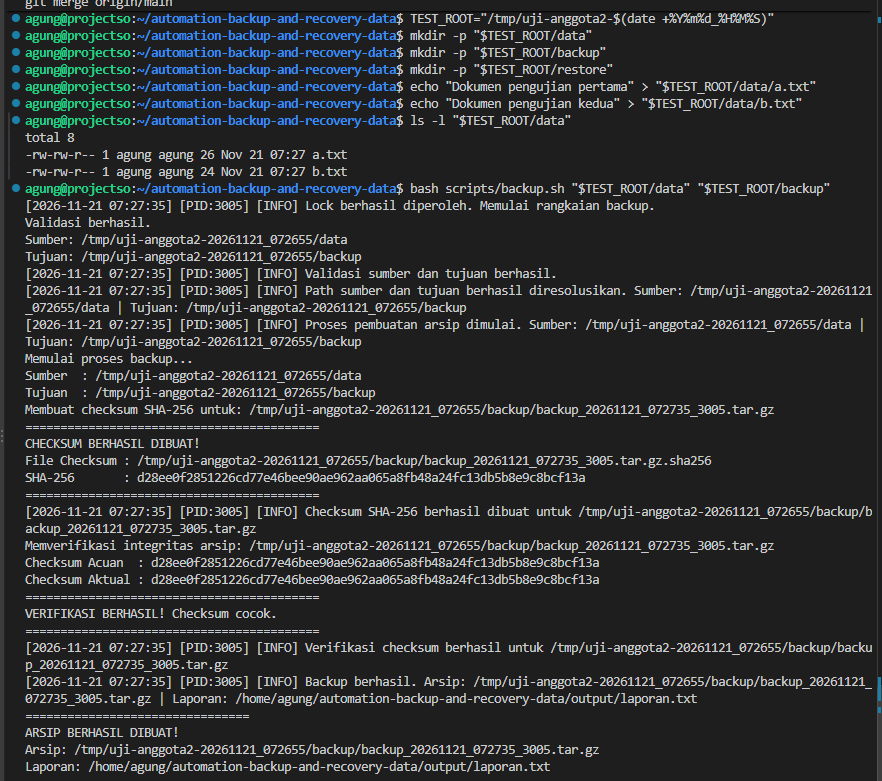 git merge origin/main
agung@projectso:~/automation-backup-and-recovery-data$ TEST_ROOT="/tmp/uji-anggota2-$(date +%Y%m%d_%H%M%S)"
agung@projectso:~/automation-backup-and-recovery-data$ mkdir -p "$TEST_ROOT/data"
agung@projectso:~/automation-backup-and-recovery-data$ mkdir -p "$TEST_ROOT/backup"
agung@projectso:~/automation-backup-and-recovery-data$ mkdir -p "$TEST_ROOT/restore"
agung@projectso:~/automation-backup-and-recovery-data$ echo "Dokumen pengujian pertama" > "$TEST_ROOT/data/a.txt"
agung@projectso:~/automation-backup-and-recovery-data$ echo "Dokumen pengujian kedua" > "$TEST_ROOT/data/b.txt"
agung@projectso:~/automation-backup-and-recovery-data$ ls -l "$TEST_ROOT/data"
total 8
-rw-rw-r-- 1 agung agung 26 Nov 21 07:27 a.txt
-rw-rw-r-- 1 agung agung 24 Nov 21 07:27 b.txt
agung@projectso:~/automation-backup-and-recovery-data$ bash scripts/backup.sh "$TEST_ROOT/data" "$TEST_ROOT/backup"
[2026-11-21 07:27:35] [PID:3005] [INFO] Lock berhasil diperoleh. Memulai rangkaian backup.
Validasi berhasil.
Sumber: /tmp/uji-anggota2-20261121_072655/data
Tujuan: /tmp/uji-anggota2-20261121_072655/backup
[2026-11-21 07:27:35] [PID:3005] [INFO] Validasi sumber dan tujuan berhasil.
[2026-11-21 07:27:35] [PID:3005] [INFO] Path sumber dan tujuan berhasil diresolusikan. Sumber: /tmp/uji-anggota2-20261121
_072655/data | Tujuan: /tmp/uji-anggota2-20261121_072655/backup
[2026-11-21 07:27:35] [PID:3005] [INFO] Proses pembuatan arsip dimulai. Sumber: /tmp/uji-anggota2-20261121_072655/data |
Tujuan: /tmp/uji-anggota2-20261121_072655/backup
Memulai proses backup...
Sumber  : /tmp/uji-anggota2-20261121_072655/data
Tujuan  : /tmp/uji-anggota2-20261121_072655/backup
Membuat checksum SHA-256 untuk: /tmp/uji-anggota2-20261121_072655/backup/backup_20261121_072735_3005.tar.gz
==========================================
CHECKSUM BERHASIL DIBUAT!
File Checksum : /tmp/uji-anggota2-20261121_072655/backup/backup_20261121_072735_3005.tar.gz.sha256
SHA-256       : d28ee0f2851226cd77e46bee90ae962aa065a8fb48a24fc13db5b8e9c8bcf13a
==========================================
[2026-11-21 07:27:35] [PID:3005] [INFO] Checksum SHA-256 berhasil dibuat untuk /tmp/uji-anggota2-20261121_072655/backup/b
ackup_20261121_072735_3005.tar.gz
Memverifikasi integritas arsip: /tmp/uji-anggota2-20261121_072655/backup/backup_20261121_072735_3005.tar.gz
Checksum Acuan  : d28ee0f2851226cd77e46bee90ae962aa065a8fb48a24fc13db5b8e9c8bcf13a
Checksum Aktual : d28ee0f2851226cd77e46bee90ae962aa065a8fb48a24fc13db5b8e9c8bcf13a
==========================================
VERIFIKASI BERHASIL! Checksum cocok.
==========================================
[2026-11-21 07:27:35] [PID:3005] [INFO] Verifikasi checksum berhasil untuk /tmp/uji-anggota2-20261121_072655/backup/backu
p_20261121_072735_3005.tar.gz
[2026-11-21 07:27:35] [PID:3005] [INFO] Backup berhasil. Arsip: /tmp/uji-anggota2-20261121_072655/backup/backup_20261121_
072735_3005.tar.gz | Laporan: /home/agung/automation-backup-and-recovery-data/output/laporan.txt
================================
ARSIP BERHASIL DIBUAT!
Arsip: /tmp/uji-anggota2-20261121_072655/backup/backup_20261121_072735_3005.tar.gz
Laporan: /home/agung/automation-backup-and-recovery-data/output/laporan.txt